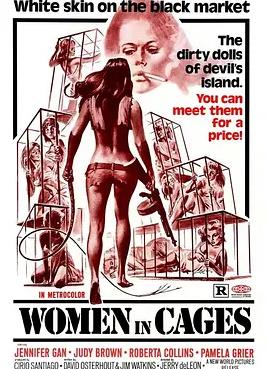 White skin on the black market
The
dirty dolls
of devil's
island.
You can
meet them
for a
price!
R
IN METROCOLOR
WOMEN IN CAGES
JENNIFER GAN • JUDY BROWN • ROBERTA COLLINS • PAMELA GRIER
CIRIO SANTIAGO • DAVID OSTERHOUT & JIM WATKINS • JERRY DeLEON • A NEW WORLD PICTURES
RELEASE